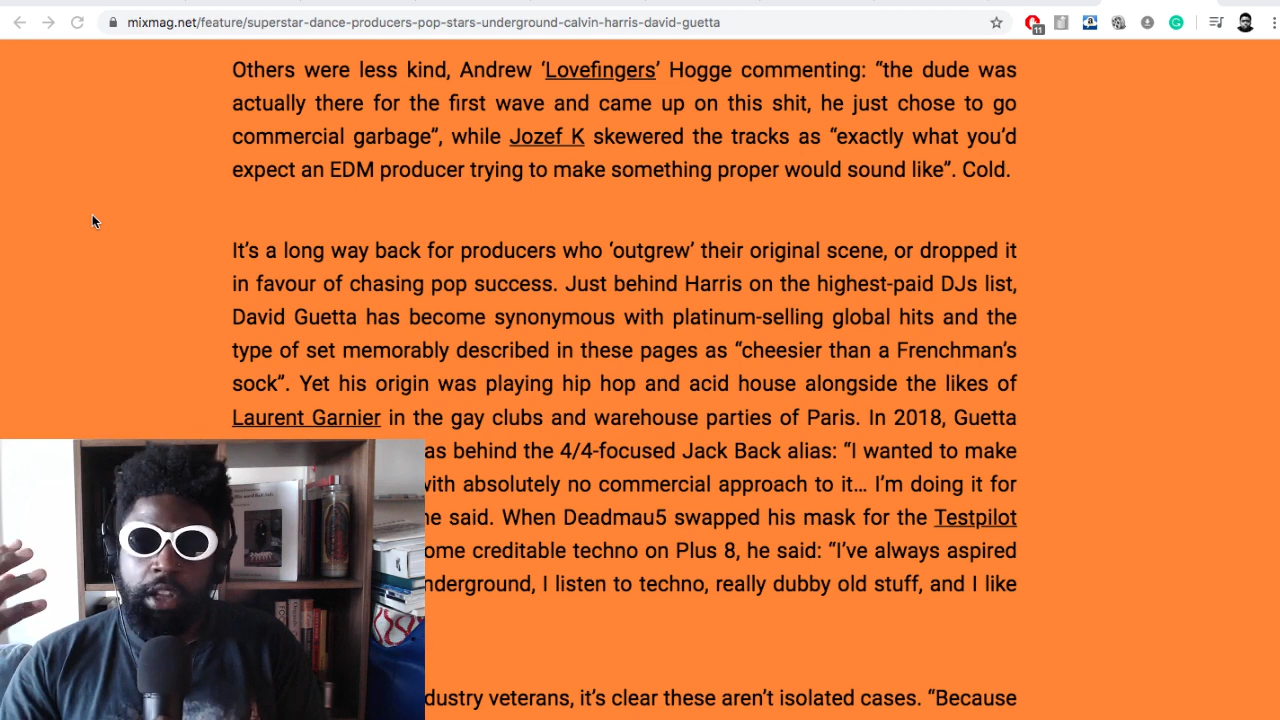 mixmag.net/feature/superstar-dance-producers-pop-stars-underground-calvin-harris-david-guetta
11
Others were less kind, Andrew ‘Lovefingers’ Hogge commenting: “the dude was
actually there for the first wave and came up on this shit, he just chose to go
commercial garbage”, while Jozef K skewered the tracks as “exactly what you’d
expect an EDM producer trying to make something proper would sound like”. Cold.
It’s a long way back for producers who ‘outgrew’ their original scene, or dropped it
in favour of chasing pop success. Just behind Harris on the highest-paid DJs list,
David Guetta has become synonymous with platinum-selling global hits and the
type of set memorably described in these pages as “cheesier than a Frenchman’s
sock”. Yet his origin was playing hip hop and acid house alongside the likes of
Laurent Garnier in the gay clubs and warehouse parties of Paris. In 2018, Guetta
as behind the 4/4-focused Jack Back alias: “I wanted to make
with absolutely no commercial approach to it… I’m doing it for
he said. When Deadmau5 swapped his mask for the Testpilot
ome creditable techno on Plus 8, he said: “I’ve always aspired
nderground, I listen to techno, really dubby old stuff, and I like
dustry veterans, it’s clear these aren’t isolated cases. “Because